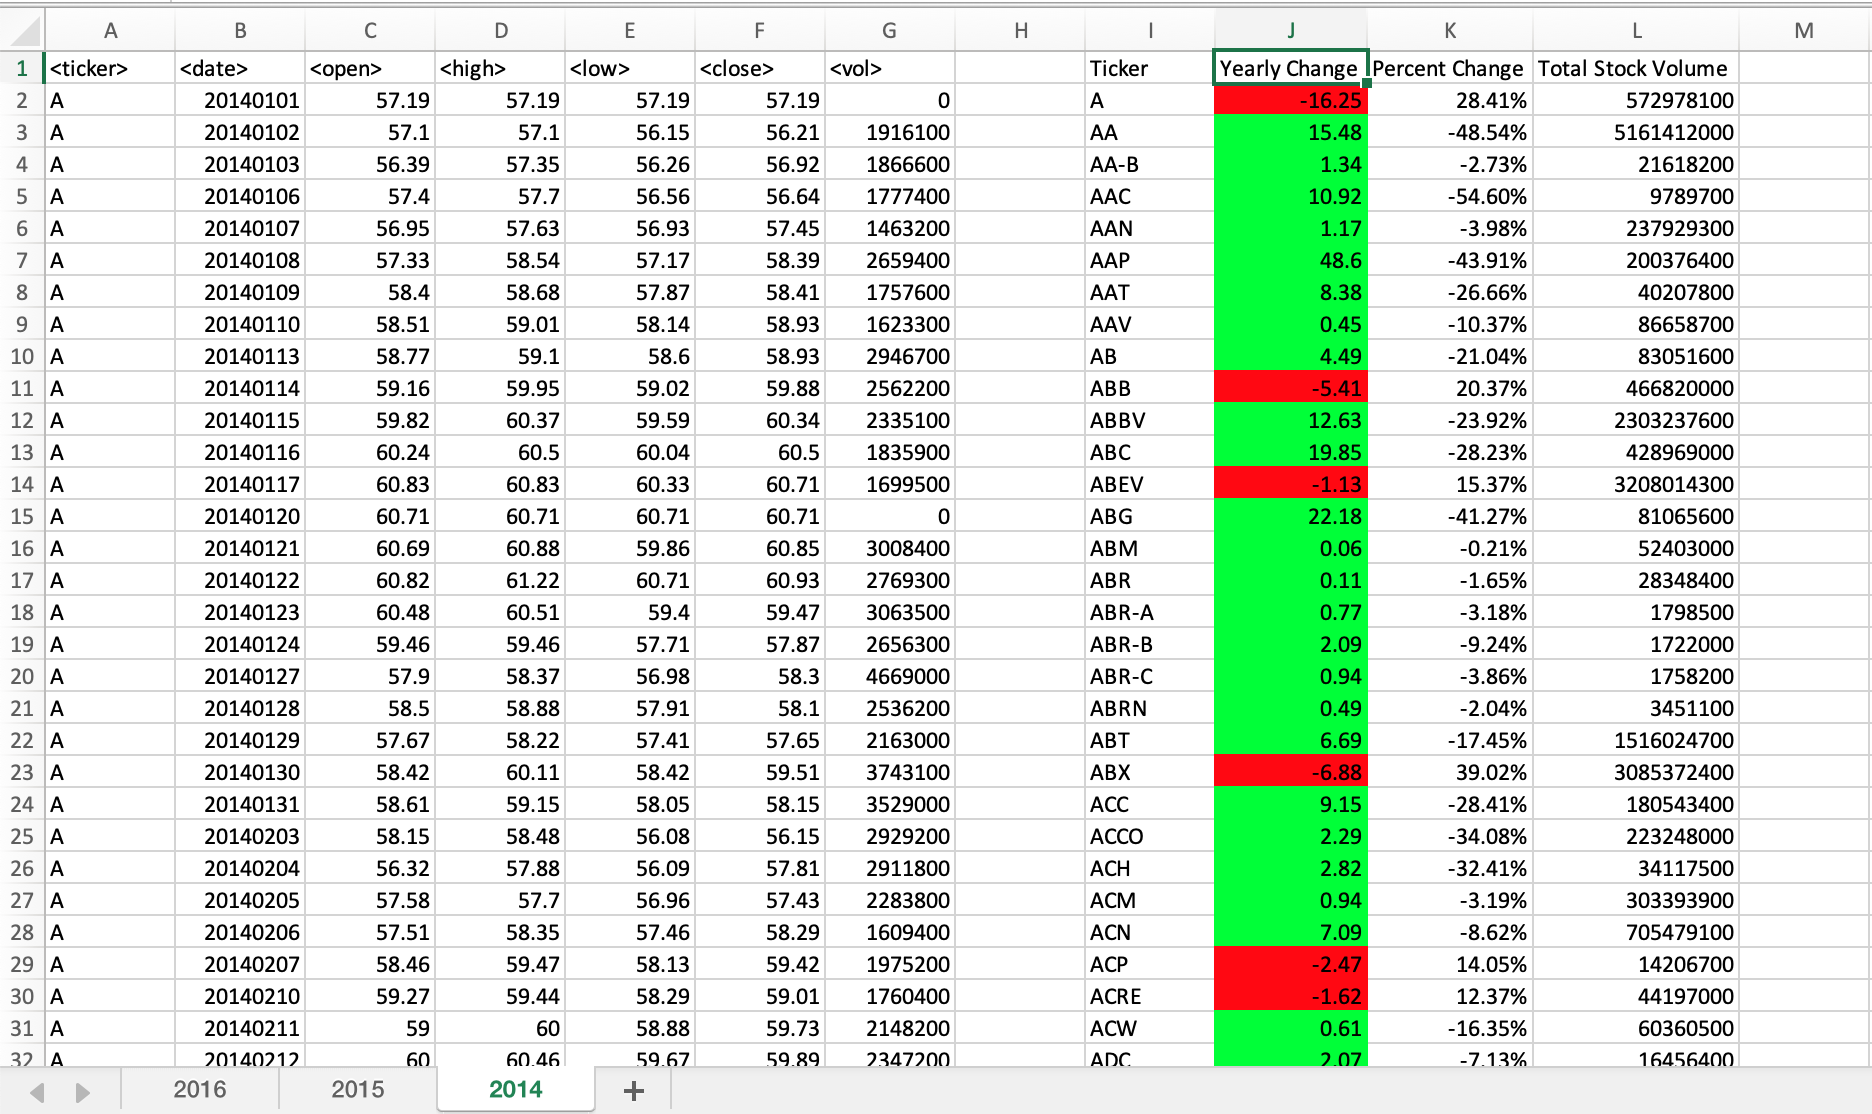 A B C D E F G H I J K L M
1 <ticker> <date> <open> <high> <low> <close> <vol> Ticker Yearly Change Percent Change Total Stock Volume
2 A 20140101 57.19 57.19 57.19 57.19 0 A -16.25 28.41% 572978100
3 A 20140102 57.1 57.1 56.15 56.21 1916100 AA 15.48 -48.54% 5161412000
4 A 20140103 56.39 57.35 56.26 56.92 1866600 AA-B 1.34 -2.73% 21618200
5 A 20140106 57.4 57.7 56.56 56.64 1777400 AAC 10.92 -54.60% 9789700
6 A 20140107 56.95 57.63 56.93 57.45 1463200 AAN 1.17 -3.98% 237929300
7 A 20140108 57.33 58.54 57.17 58.39 2659400 AAP 48.6 -43.91% 200376400
8 A 20140109 58.4 58.68 57.87 58.41 1757600 AAT 8.38 -26.66% 40207800
9 A 20140110 58.51 59.01 58.14 58.93 1623300 AAV 0.45 -10.37% 86658700
10 A 20140113 58.77 59.1 58.6 58.93 2946700 AB 4.49 -21.04% 83051600
11 A 20140114 59.16 59.95 59.02 59.88 2562200 ABB -5.41 20.37% 466820000
12 A 20140115 59.82 60.37 59.59 60.34 2335100 ABBV 12.63 -23.92% 2303237600
13 A 20140116 60.24 60.5 60.04 60.5 1835900 ABC 19.85 -28.23% 428969000
14 A 20140117 60.83 60.83 60.33 60.71 1699500 ABEV -1.13 15.37% 3208014300
15 A 20140120 60.71 60.71 60.71 60.71 0 ABG 22.18 -41.27% 81065600
16 A 20140121 60.69 60.88 59.86 60.85 3008400 ABM 0.06 -0.21% 52403000
17 A 20140122 60.82 61.22 60.71 60.93 2769300 ABR 0.11 -1.65% 28348400
18 A 20140123 60.48 60.51 59.4 59.47 3063500 ABR-A 0.77 -3.18% 1798500
19 A 20140124 59.46 59.46 57.71 57.87 2656300 ABR-B 2.09 -9.24% 1722000
20 A 20140127 57.9 58.37 56.98 58.3 4669000 ABR-C 0.94 -3.86% 1758200
21 A 20140128 58.5 58.88 57.91 58.1 2536200 ABRN 0.49 -2.04% 3451100
22 A 20140129 57.67 58.22 57.41 57.65 2163000 ABT 6.69 -17.45% 1516024700
23 A 20140130 58.42 60.11 58.42 59.51 3743100 ABX -6.88 39.02% 3085372400
24 A 20140131 58.61 59.15 58.05 58.15 3529000 ACC 9.15 -28.41% 180543400
25 A 20140203 58.15 58.48 56.08 56.15 2929200 ACCO 2.29 -34.08% 223248000
26 A 20140204 56.32 57.88 56.09 57.81 2911800 ACH 2.82 -32.41% 34117500
27 A 20140205 57.58 57.7 56.96 57.43 2283800 ACM 0.94 -3.19% 303393900
28 A 20140206 57.51 58.35 57.46 58.29 1609400 ACN 7.09 -8.62% 705479100
29 A 20140207 58.46 59.47 58.13 59.42 1975200 ACP -2.47 14.05% 14206700
30 A 20140210 59.27 59.44 58.29 59.01 1760400 ACRE -1.62 12.37% 44197000
31 A 20140211 59 60 58.88 59.73 2148200 ACW 0.61 -16.35% 60360500
32 A 20140212 60 60.46 59.67 59.89 2347200 ADC 2.07 -7.13% 16456400
2016 2015 2014 +